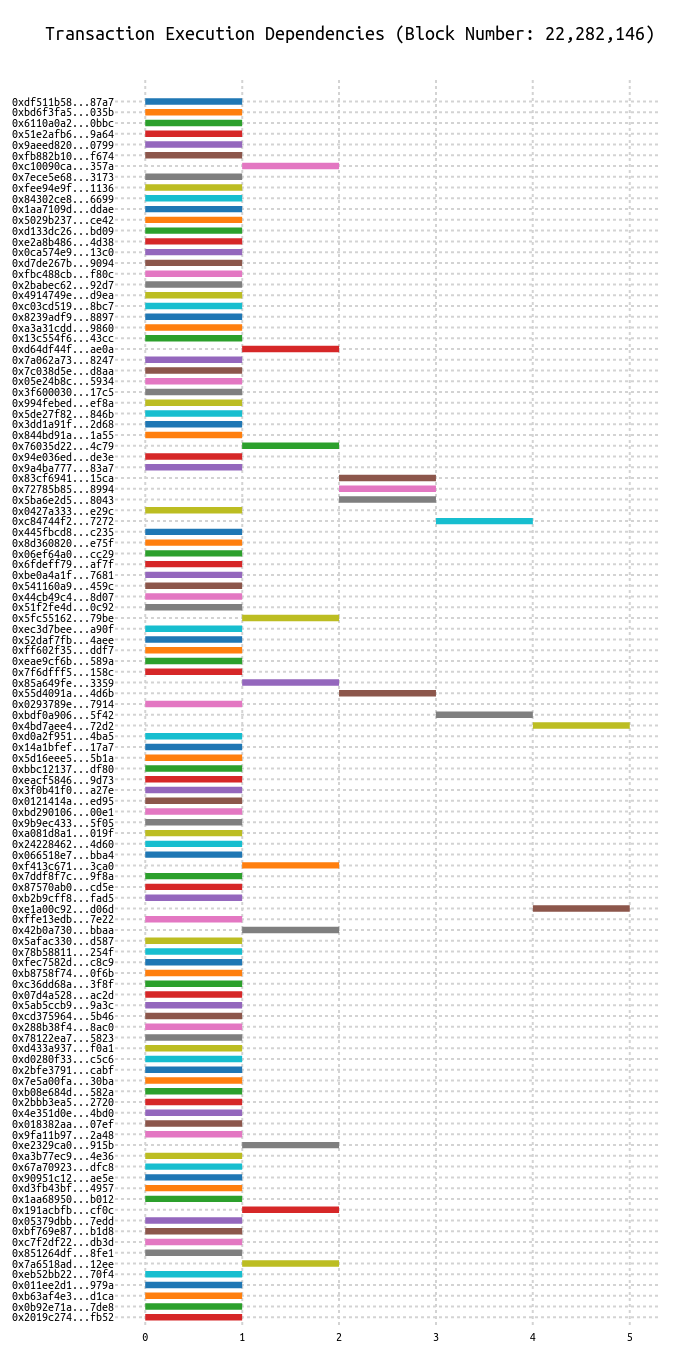 Transaction Execution Dependencies (Block Number: 22,282,146)
0xdf511b58...87a7
0xbd6f3fa5...035b
0x6110a0a2...0bbc
0x51e2afb6...9a64
0x9aeed820...0799
0xfb882b10...f674
0xc10090ca...357a
0x7ece5e68...3173
0xfee94e9f...1136
0x84302ce8...6699
0x1aa7109d...ddae
0x5029b237...ce42
0xd133dc26...bd09
0xe2a8b486...4d38
0x0ca574e9...13c0
0xd7de267b...9094
0xfbc488cb...f80c
0x2babec62...92d7
0x4914749e...d9ea
0xc03cd519...8bc7
0x8239adf9...8897
0xa3a31cdd...9860
0x13c554f6...43cc
0xd64df44f...ae0a
0x7a062a73...8247
0x7c038d5e...d8aa
0x05e24b8c...5934
0x3f600030...17c5
0x994febed...ef8a
0x5de27f82...846b
0x3dd1a91f...2d68
0x844bd91a...1a55
0x76035d22...4c79
0x94e036ed...de3e
0x9a4ba777...83a7
0x83cf6941...15ca
0x72785b85...8994
0x5ba6e2d5...8043
0x0427a333...e29c
0xc84744f2...7272
0x445fbcd8...c235
0x8d360820...e75f
0x06ef64a0...cc29
0x6fdeff79...af7f
0xbe0a4a1f...7681
0x541160a9...459c
0x44cb49c4...8d07
0x51f2fe4d...0c92
0x5fc55162...79be
0xec3d7bee...a90f
0x52daf7fb...4aee
0xff602f35...ddf7
0xeae9cf6b...589a
0x7f6dfff5...158c
0x85a649fe...3359
0x55d4091a...4d6b
0x0293789e...7914
0xbdf0a906...5f42
0x4bd7aee4...72d2
0xd0a2f951...4ba5
0x14a1bfef...17a7
0x5d16eee5...5b1a
0xbbc12137...df80
0xeacf5846...9d73
0x3f0b41f0...a27e
0x0121414a...ed95
0xbd290106...00e1
0x9b9ec433...5f05
0xa081d8a1...019f
0x24228462...4d60
0x066518e7...bba4
0xf413c671...3ca0
0x7ddf8f7c...9f8a
0x87570ab0...cd5e
0xb2b9cff8...fad5
0xe1a00c92...d06d
0xffe13edb...7e22
0x42b0a730...bbaa
0x5afac330...d587
0x78b58811...254f
0xfec7582d...c8c9
0xb8758f74...0f6b
0xc36dd68a...3f8f
0x07d4a528...ac2d
0x5ab5ccb9...9a3c
0xcd375964...5b46
0x288b38f4...8ac0
0x78122ea7...5823
0xd433a937...f0a1
0xd0280f33...c5c6
0x2bfe3791...cabf
0x7e5a00fa...30ba
0xb08e684d...582a
0x2bbb3ea5...2720
0x4e351d0e...4bd0
0x018382aa...07ef
0x9fa11b97...2a48
0xe2329ca0...915b
0xa3b77ec9...4e36
0x67a70923...dfc8
0x90951c12...ae5e
0xd3fb43bf...4957
0x1aa68950...b012
0x191acbfb...cf0c
0x05379dbb...7edd
0xbf769e87...b1d8
0xc7f2df22...db3d
0x851264df...8fe1
0x7a6518ad...12ee
0xeb52bb22...70f4
0x011ee2d1...979a
0xb63af4e3...d1ca
0x0b92e71a...7de8
0x2019c274...fb52
0 1 2 3 4 5